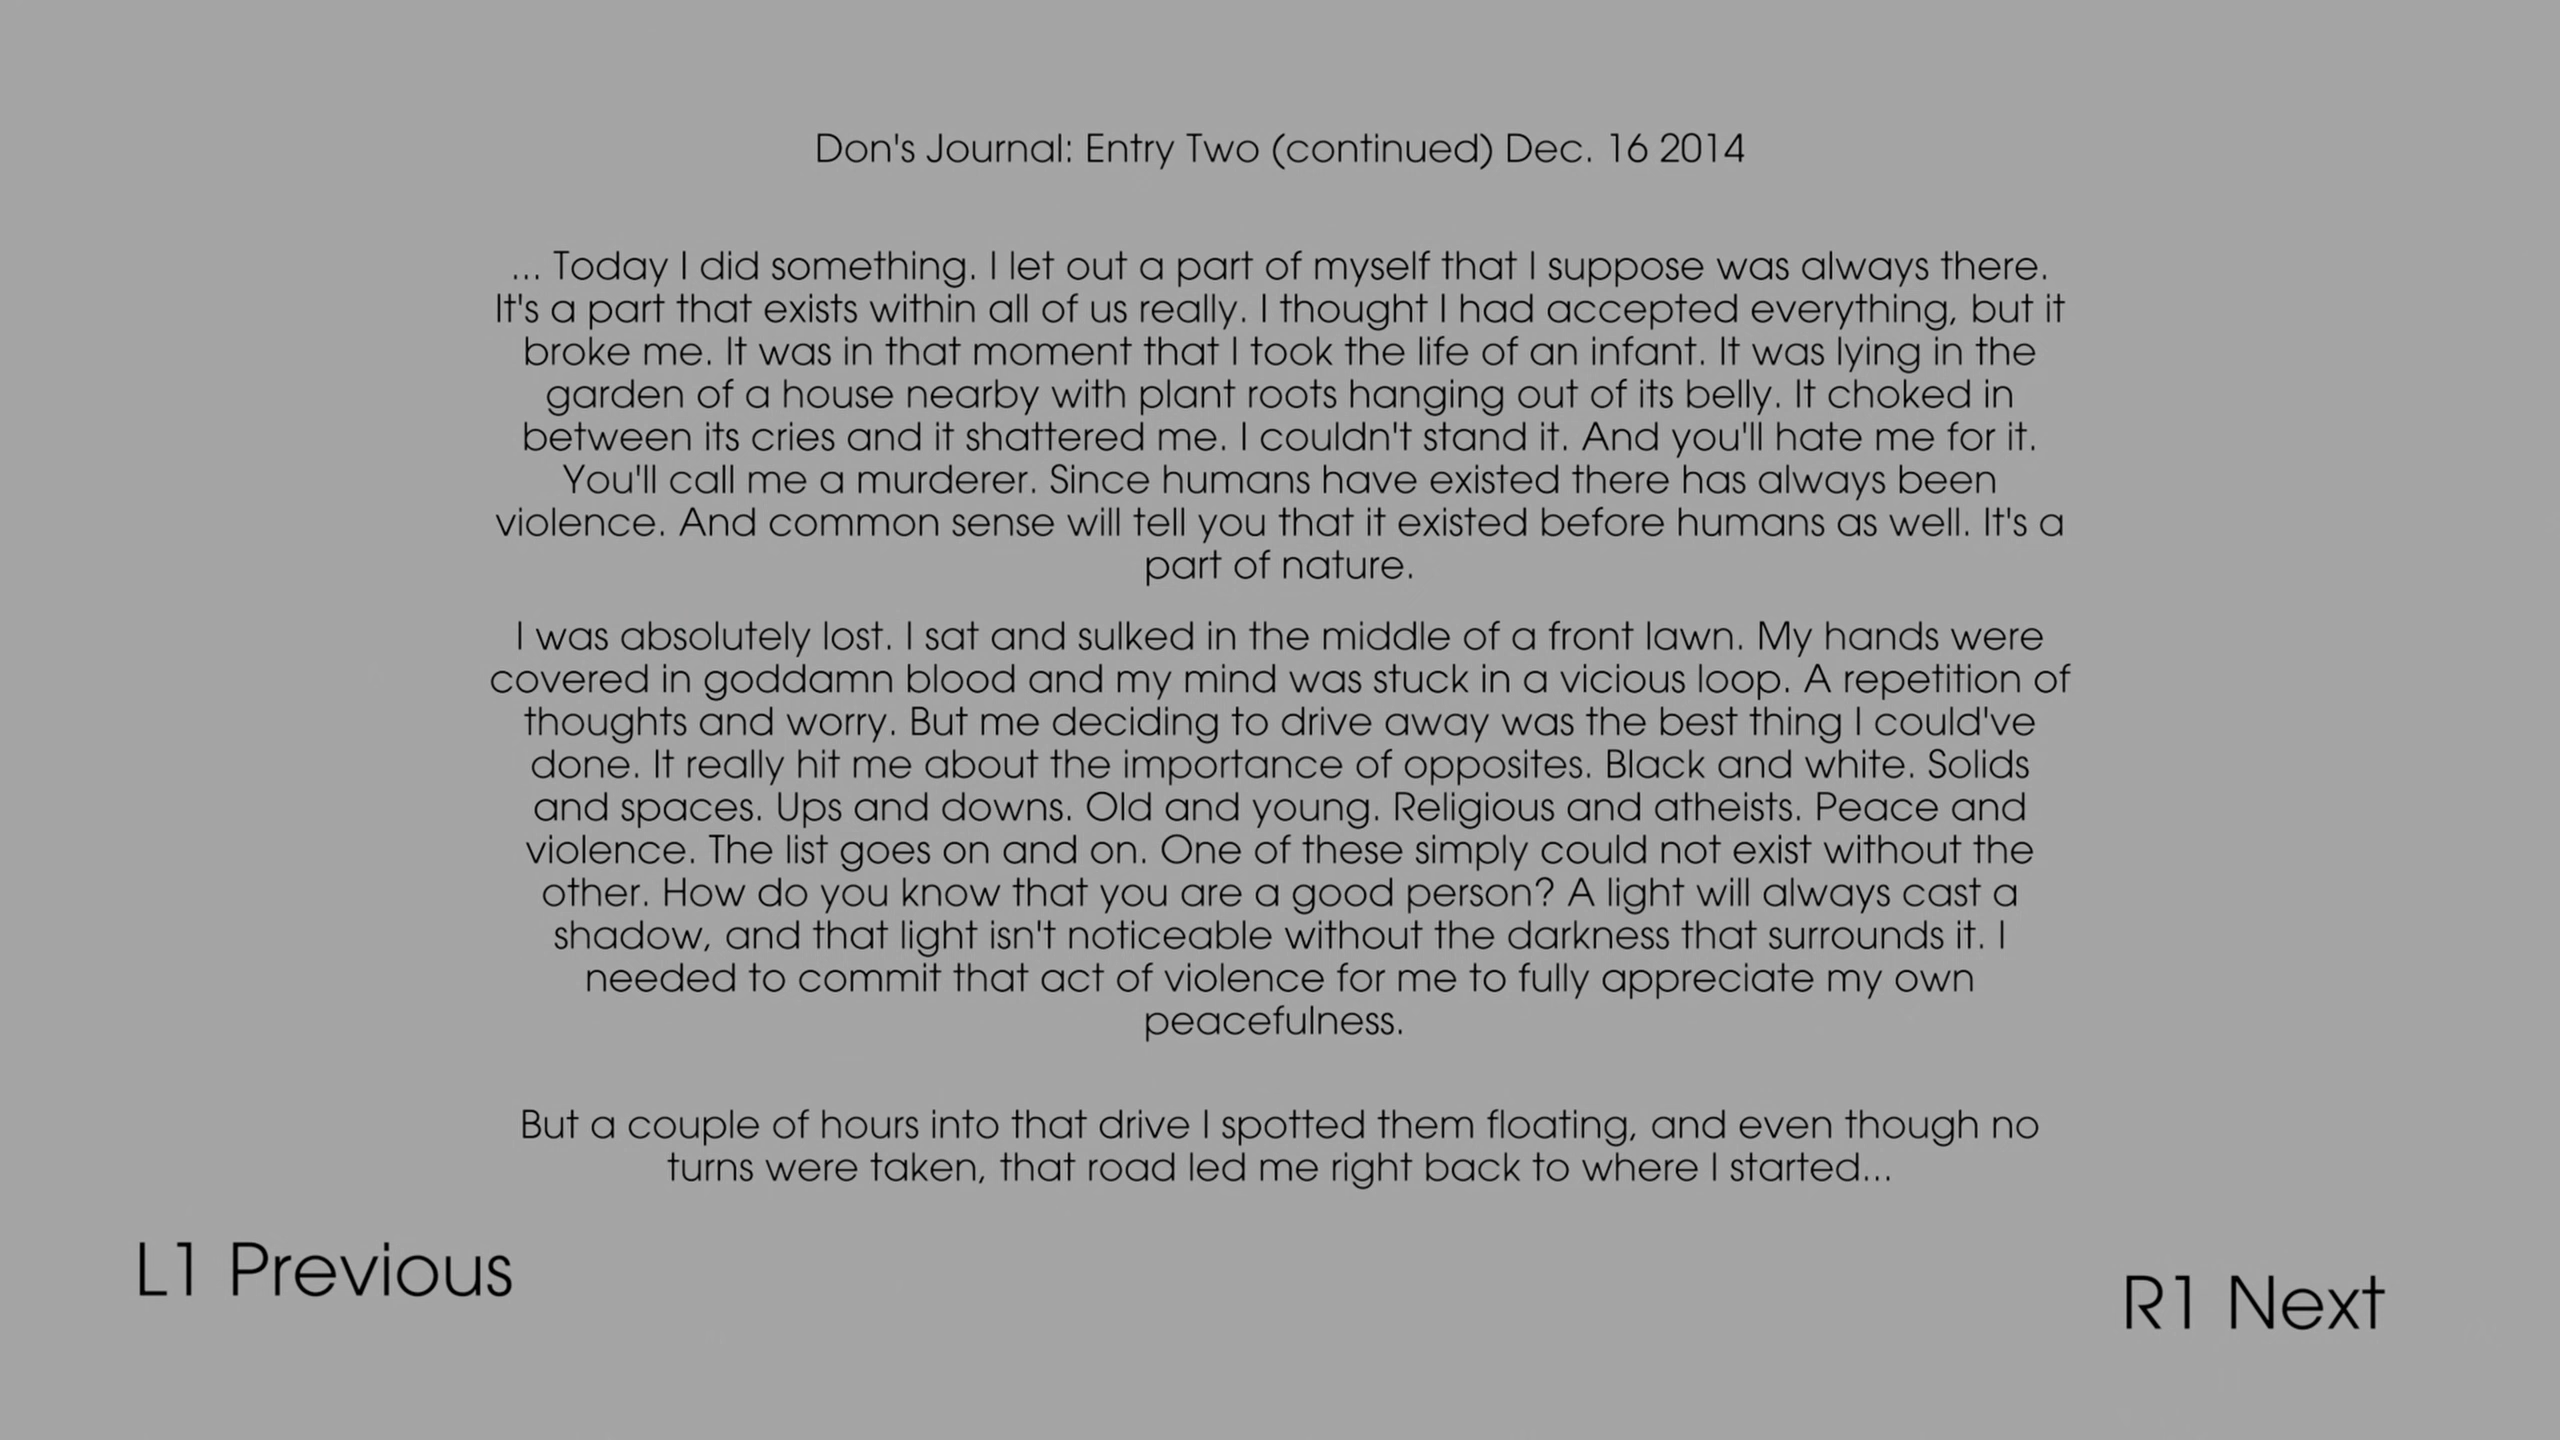 Don's Journal: Entry Two (continued) Dec. 16 2014
... Today I did something. I let out a part of myself that I suppose was always there.
It's a part that exists within all of us really. I thought I had accepted everything, but it
broke me. It was in that moment that I took the life of an infant. It was lying in the
garden of a house nearby with plant roots hanging out of its belly. It choked in
between its cries and it shattered me. I couldn't stand it. And you'll hate me for it.
You'll call me a murderer. Since humans have existed there has always been
violence. And common sense will tell you that it existed before humans as well. It's a
part of nature.
I was absolutely lost. I sat and sulked in the middle of a front lawn. My hands were
covered in goddamn blood and my mind was stuck in a vicious loop. A repetition of
thoughts and worry. But me deciding to drive away was the best thing I could've
done. It really hit me about the importance of opposites. Black and white. Solids
and spaces. Ups and downs. Old and young. Religious and atheists. Peace and
violence. The list goes on and on. One of these simply could not exist without the
other. How do you know that you are a good person? A light will always cast a
shadow, and that light isn't noticeable without the darkness that surrounds it. I
needed to commit that act of violence for me to fully appreciate my own
peacefulness.
But a couple of hours into that drive I spotted them floating, and even though no
turns were taken, that road led me right back to where I started...
L1 Previous
R1 Next